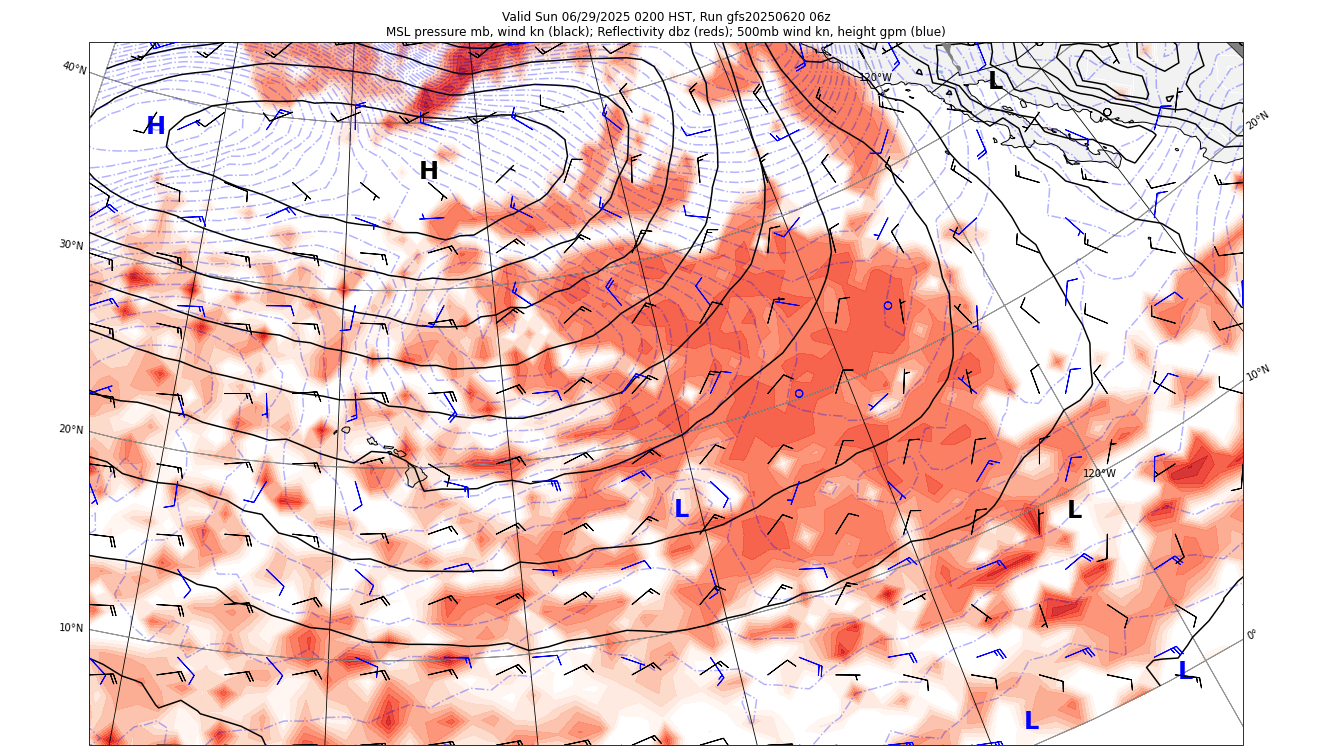 Valid Sun 06/29/2025 0200 HST, Run gfs20250620 06z
MSL pressure mb, wind kn (black); Reflectivity dbz (reds); 500mb wind kn, height gpm (blue)
40°N
120°W
L
20°N
H
H
30°N
10°N
20°N
120°W
L
L
10°N
0°
L
L